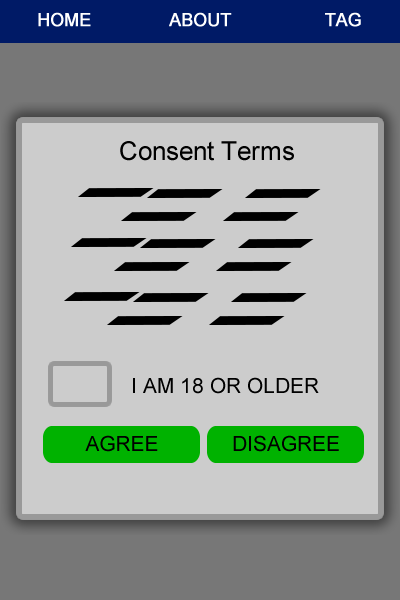 HOME ABOUT TAG
Consent Terms
I AM 18 OR OLDER
AGREE DISAGREE